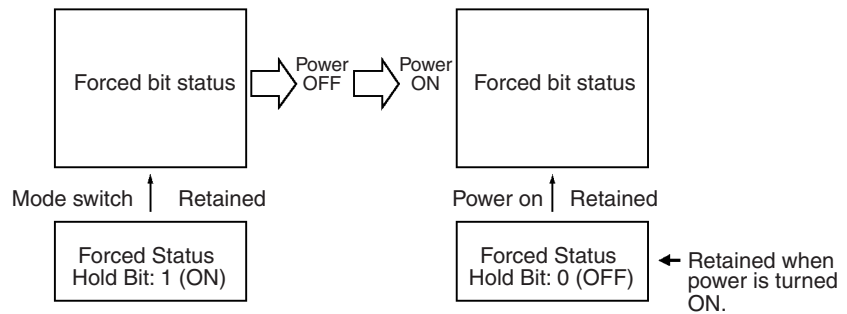 Forced bit status
Power
OFF
Power
ON
Forced bit status
Mode switch
Retained
Power on
Retained
Forced Status
Hold Bit: 1 (ON)
Forced Status
Hold Bit: 0 (OFF)
Retained when
power is turned
ON.